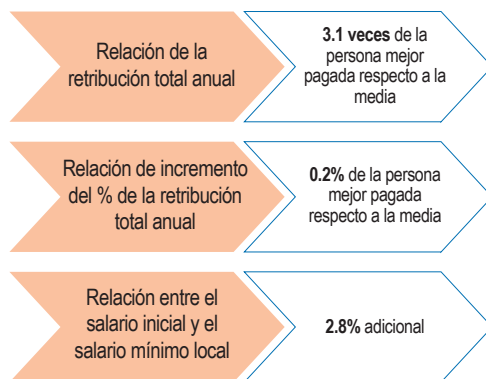 Relación de la
retribución total anual
3.1 veces de la
persona mejor
pagada respecto a la
media
Relación de incremento
del % de la retribución
total anual
0.2% de la persona
mejor pagada
respecto a la media
Relación entre el
salario inicial y el
salario mínimo local
2.8% adicional